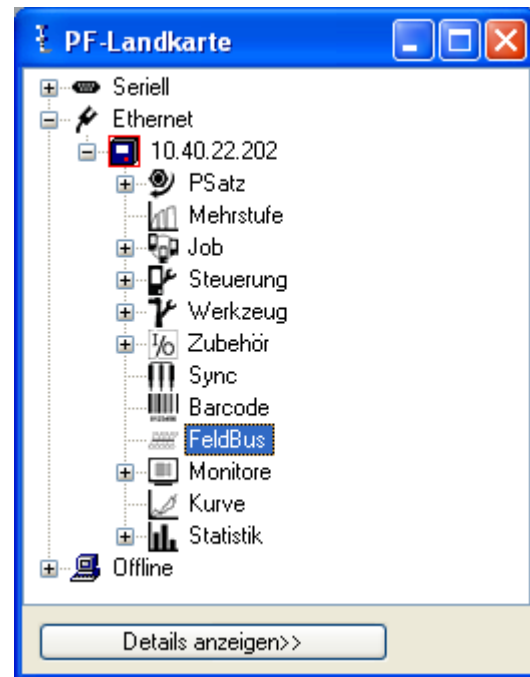 PF-Landkarte
Seriell
Ethernet
10.40.22.202
PSatz
Mehrstufe
Job
Steuerung
Werkzeug
I/O Zubehör
Sync
Barcode
FeldBus
Monitore
Kurve
Statistik
Offline
Details anzeigen>>